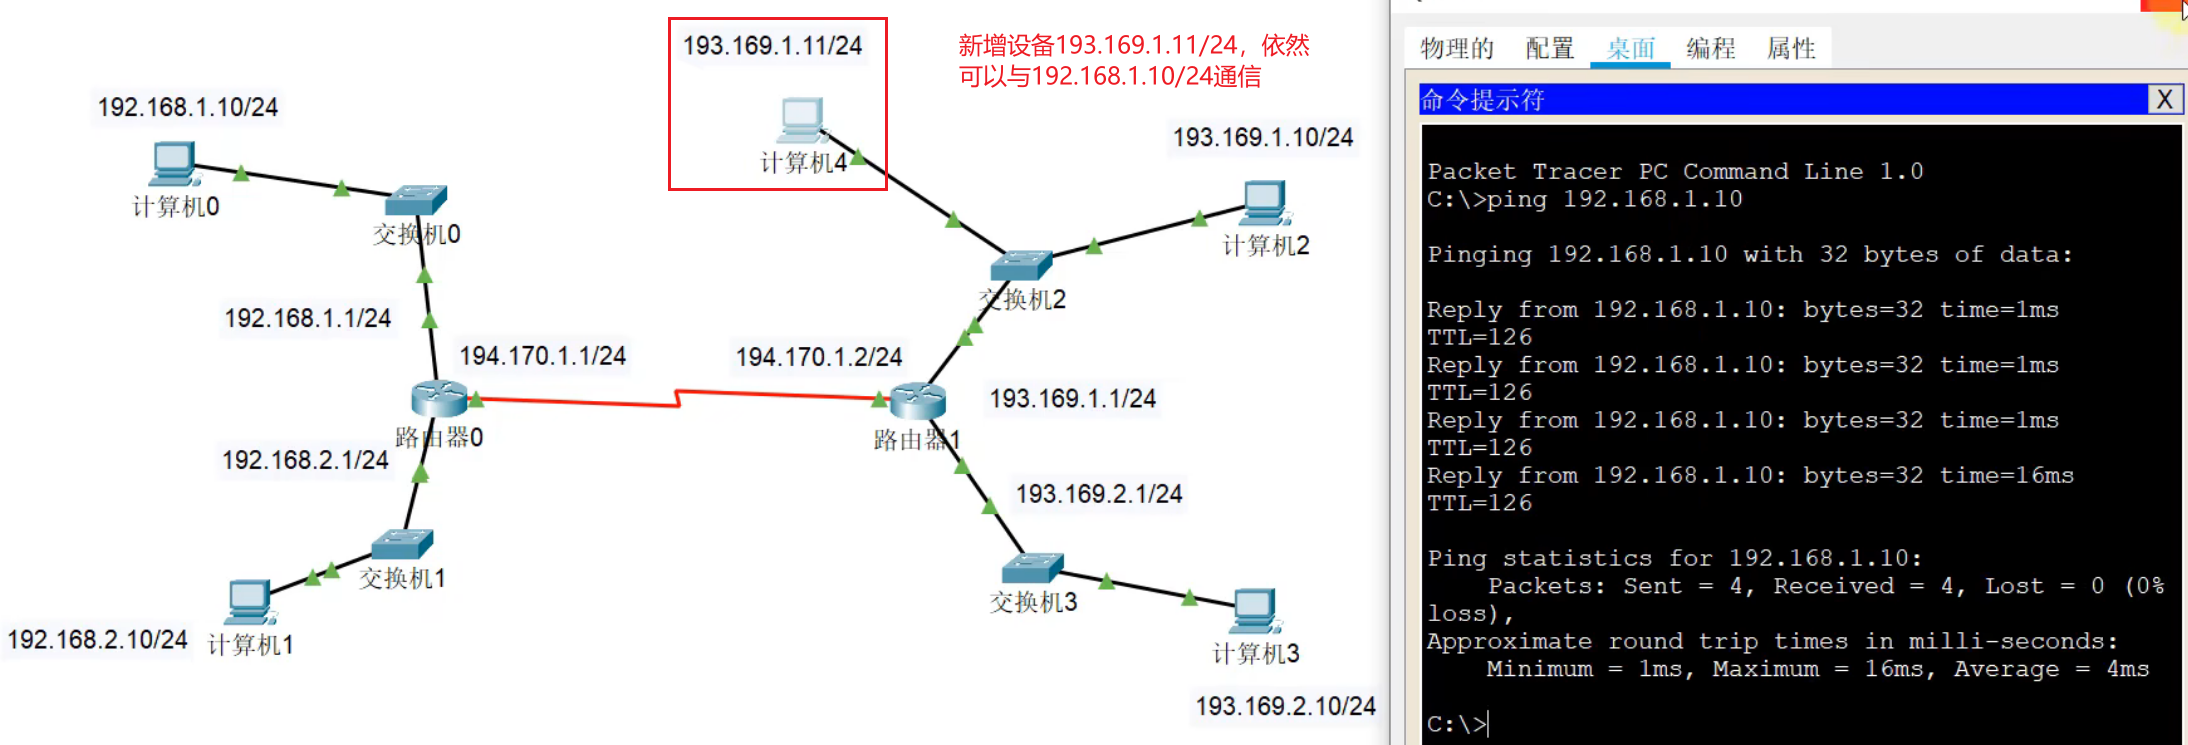 193.169.1.11/24
新增设备193.169.1.11/24，依然
可以与192.168.1.10/24通信
192.168.1.10/24
193.169.1.10/24
计算机4
计算机0
交换机0
计算机2
交换机2
192.168.1.1/24
194.170.1.1/24
194.170.1.2/24
193.169.1.1/24
路由器0
路由器1
192.168.2.1/24
193.169.2.1/24
交换机1
交换机3
192.168.2.10/24
计算机1
计算机3
193.169.2.10/24
物理的 配置 桌面 编程 属性
命令提示符
X
Packet Tracer PC Command Line 1.0
C:\>ping 192.168.1.10
Pinging 192.168.1.10 with 32 bytes of data:
Reply from 192.168.1.10: bytes=32 time=1ms
TTL=126
Reply from 192.168.1.10: bytes=32 time=1ms
TTL=126
Reply from 192.168.1.10: bytes=32 time=1ms
TTL=126
Reply from 192.168.1.10: bytes=32 time=16ms
TTL=126
Ping statistics for 192.168.1.10:
Packets: Sent = 4, Received = 4, Lost = 0 (0%
loss),
Approximate round trip times in milli-seconds:
Minimum = 1ms, Maximum = 16ms, Average = 4ms
C:\>